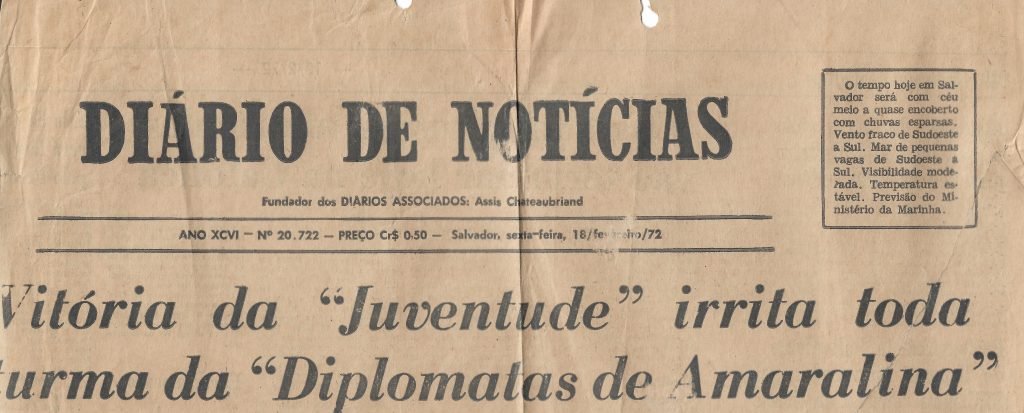 DIÁRIO DE NOTÍCIAS
Fundador dos DIÁRIOS ASSOCIADOS: Assis Chateaubriand
ANO XCVI — Nº 20.722 — PREÇO Cr$ 0,50 — Salvador, sexta-feira, 18/fevereiro/72
O tempo hoje em Sal-
vador será com céu
meio a quase encoberto
com chuvas esparsas.
Vento fraco de Sudoeste
a Sul. Mar de pequenas
vagas de Sudoeste a
Sul. Visibilidade mode-
rada. Temperatura es-
tável. Previsão do Mi-
nistério da Marinha.
Vitória da “Juventude” irrita toda
turma da “Diplomatas de Amaralina”